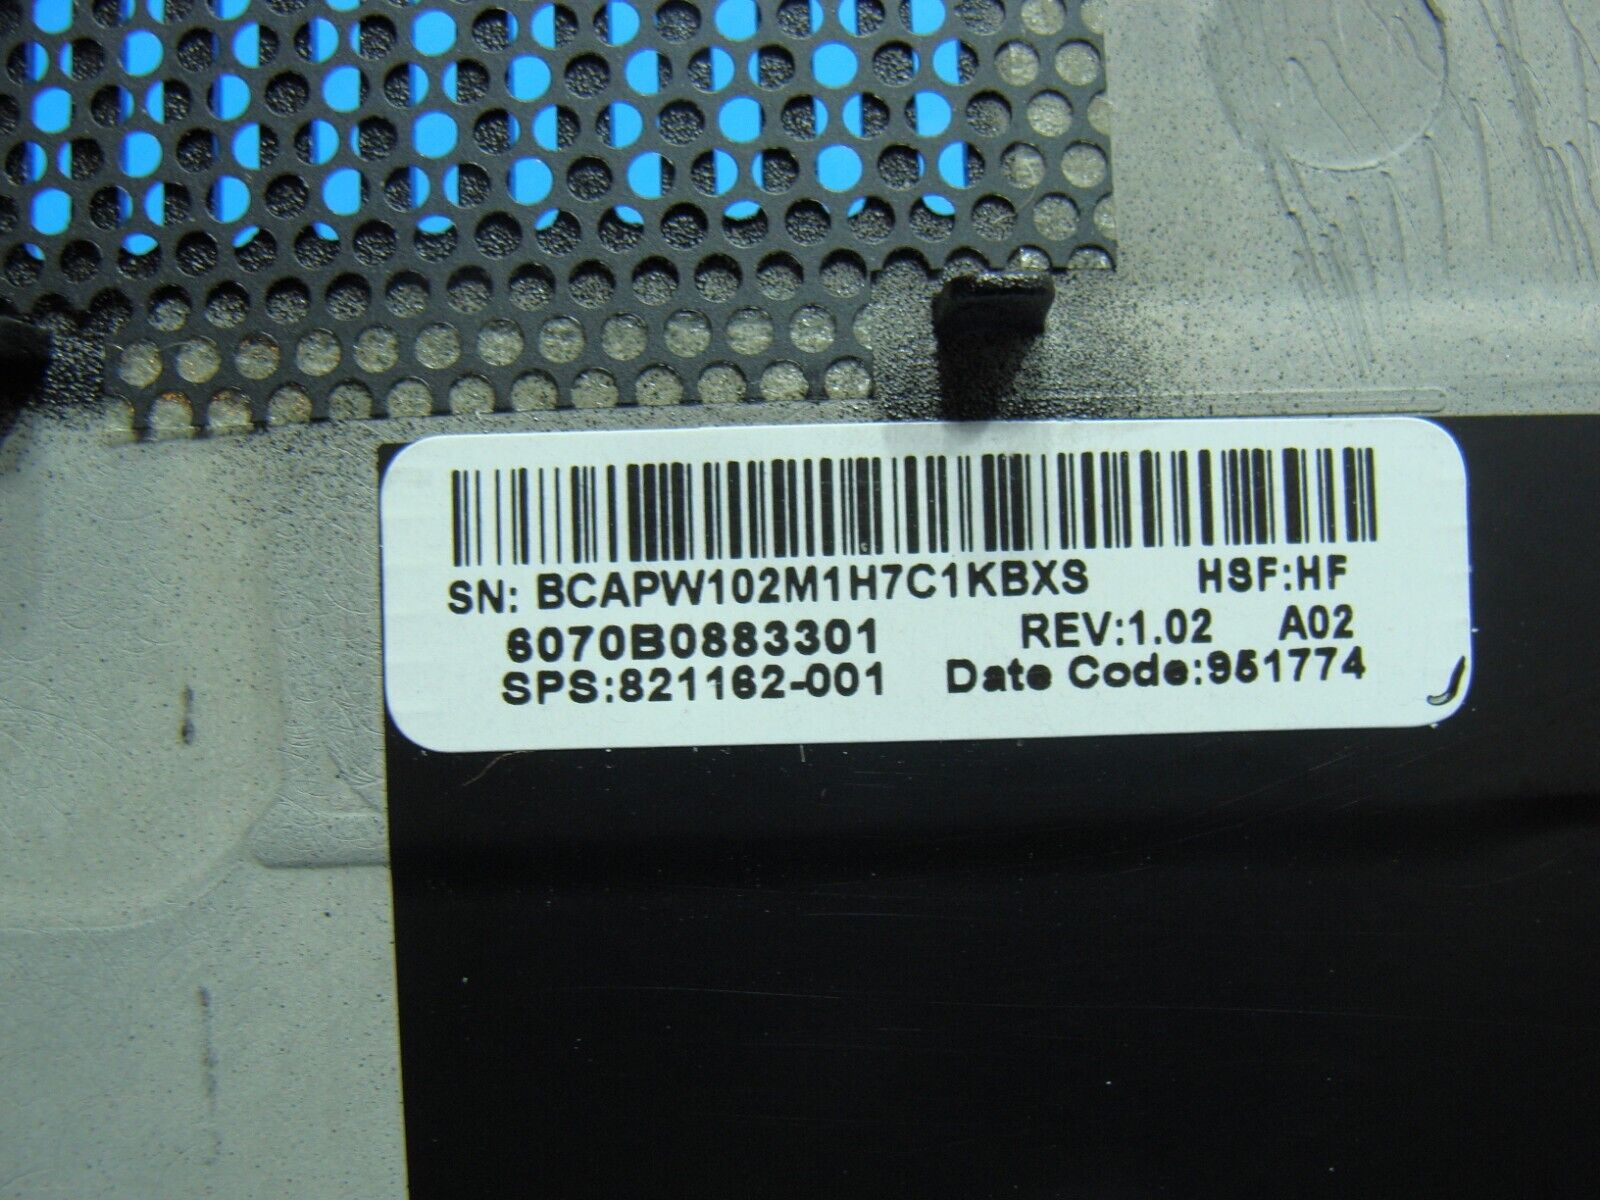 SN: BCAPW102M1H7C1KBXS HSF:HF
6070B0883301 REV:1.02 A02
SPS:821162-001 Date Code:951774